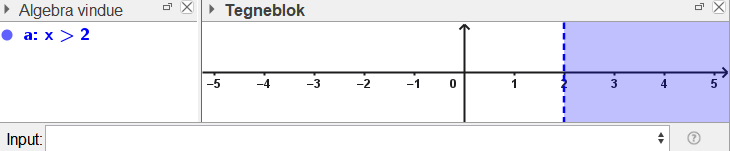 Algebra vindue
Tegneblok
a: x > 2
−5 −4 −3 −2 −1 0 1 2 3 4 5
Input: